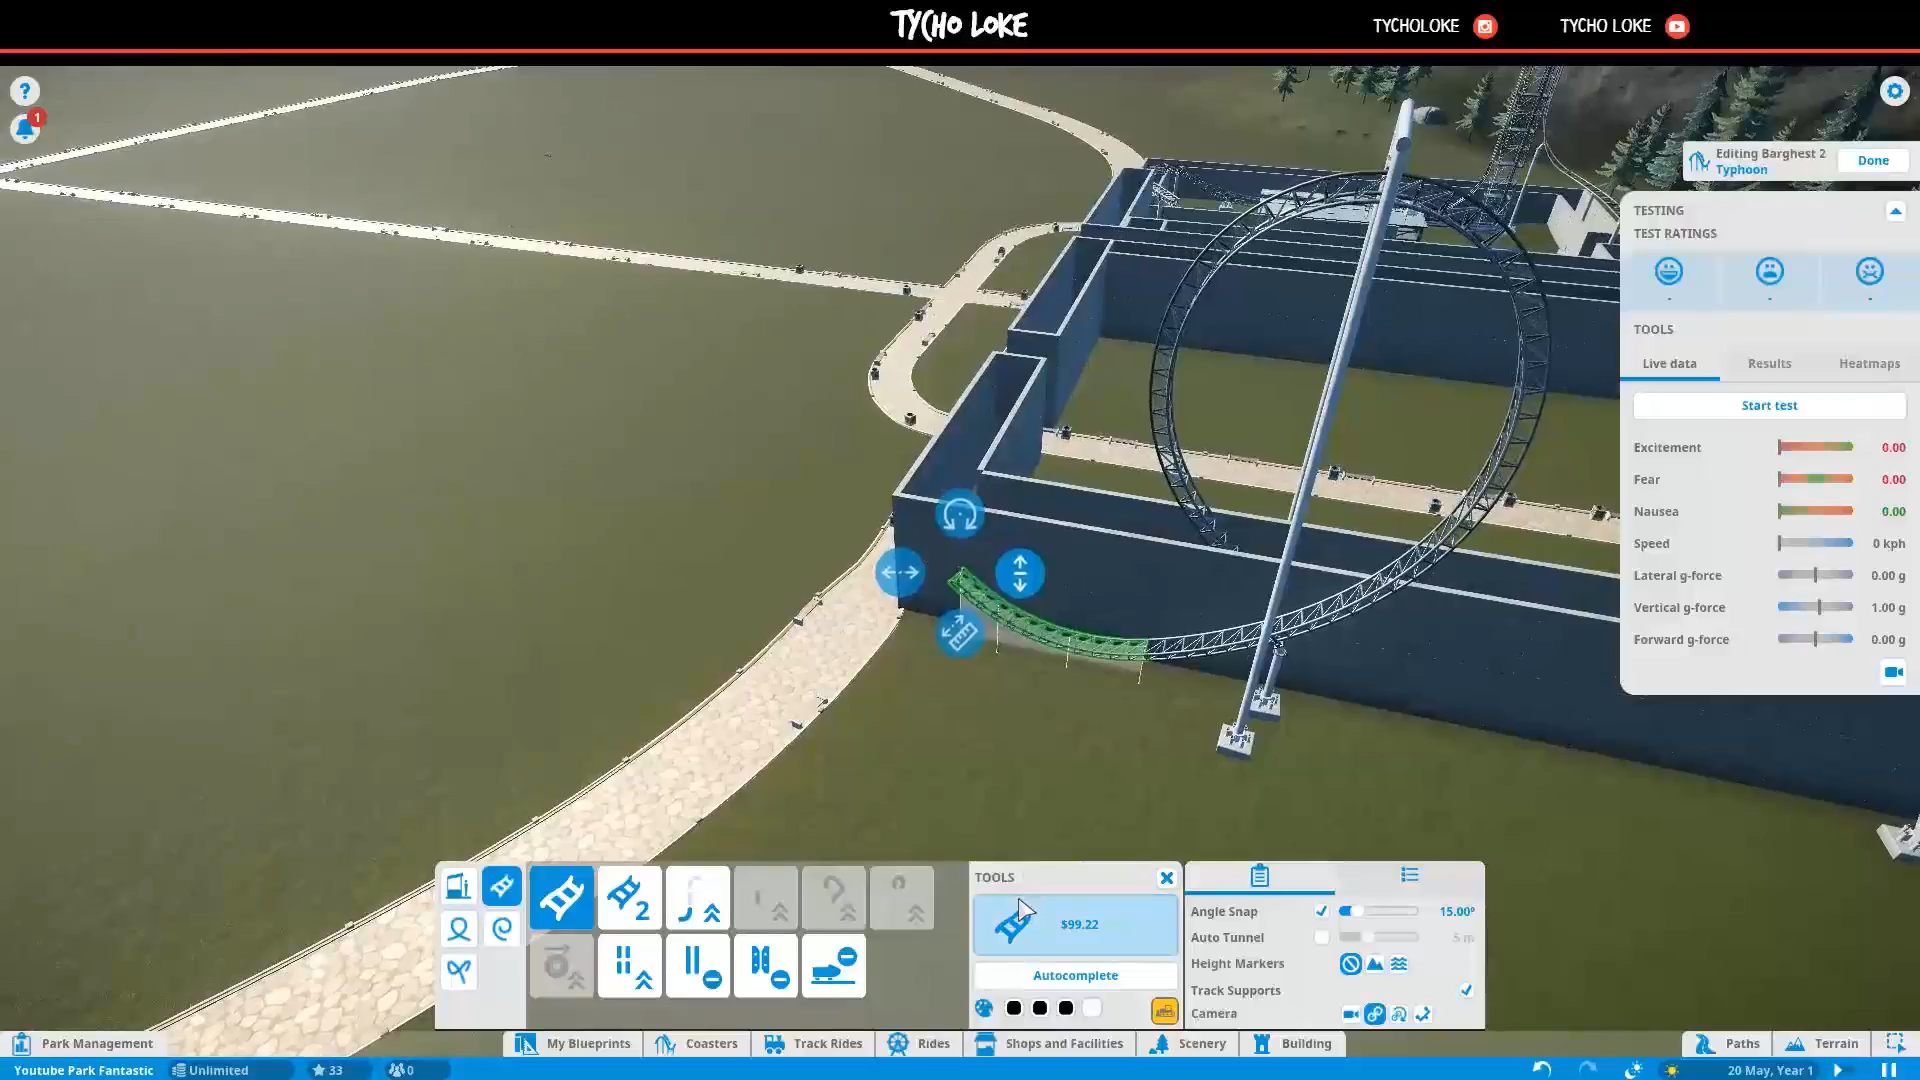 TYCHO LOKE
TYCHOLOKE
TYCHO LOKE
?
1
Editing Barghest 2
Typhoon
Done
TESTING
TEST RATINGS
-
-
-
TOOLS
Live data
Results
Heatmaps
Start test
Excitement
0.00
Fear
0.00
Nausea
0.00
Speed
0 kph
Lateral g-force
0.00 g
Vertical g-force
1.00 g
Forward g-force
0.00 g
2
TOOLS
$99.22
Autocomplete
Angle Snap
15.00°
Auto Tunnel
5 m
Height Markers
Track Supports
Camera
Park Management
My Blueprints
Coasters
Track Rides
Rides
Shops and Facilities
Scenery
Building
Paths
Terrain
Youtube Park Fantastic
Unlimited
33
0
20 May, Year 1